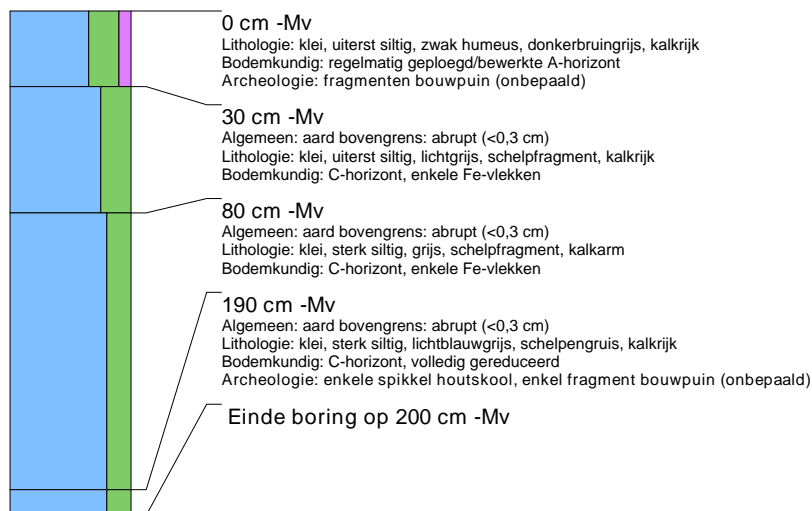 0 cm -Mv
Lithologie: klei, uiterst siltig, zwak humeus, donkerbruingrijs, kalkrijk
Bodemkundig: regelmatig geploegd/bewerkte A-horizont
Archeologie: fragmenten bouwpuin (onbepaald)
30 cm -Mv
Algemeen: aard bovengrens: abrupt (<0,3 cm)
Lithologie: klei, uiterst siltig, lichtgrijs, schelpfragment, kalkrijk
Bodemkundig: C-horizont, enkele Fe-vlekken
80 cm -Mv
Algemeen: aard bovengrens: abrupt (<0,3 cm)
Lithologie: klei, sterk siltig, grijs, schelpfragment, kalkarm
Bodemkundig: C-horizont, enkele Fe-vlekken
190 cm -Mv
Algemeen: aard bovengrens: abrupt (<0,3 cm)
Lithologie: klei, sterk siltig, lichtblauwgrijs, schelpengruis, kalkrijk
Bodemkundig: C-horizont, volledig gereduceerd
Archeologie: enkele spikkel houtskool, enkel fragment bouwpuin (onbepaald)
Einde boring op 200 cm -Mv